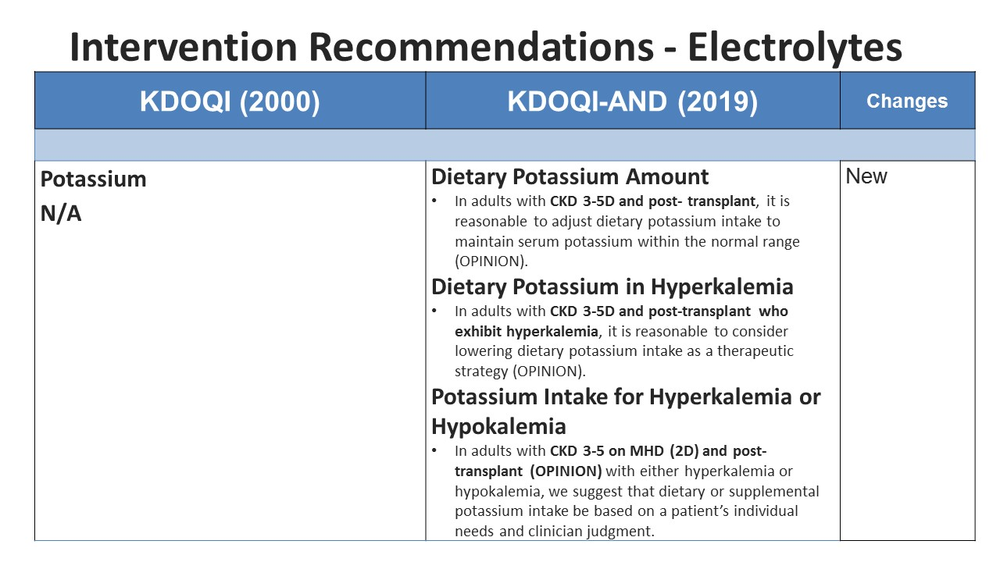 Intervention Recommendations - Electrolytes
KDOQI (2000)
KDOQI-AND (2019)
Changes
Potassium
N/A
Dietary Potassium Amount
• In adults with CKD 3-5D and post- transplant, it is
reasonable to adjust dietary potassium intake to
maintain serum potassium within the normal range
(OPINION).
Dietary Potassium in Hyperkalemia
• In adults with CKD 3-5D and post-transplant who
exhibit hyperkalemia, it is reasonable to consider
lowering dietary potassium intake as a therapeutic
strategy (OPINION).
Potassium Intake for Hyperkalemia or
Hypokalemia
• In adults with CKD 3-5 on MHD (2D) and post-
transplant (OPINION) with either hyperkalemia or
hypokalemia, we suggest that dietary or supplemental
potassium intake be based on a patient’s individual
needs and clinician judgment.
New